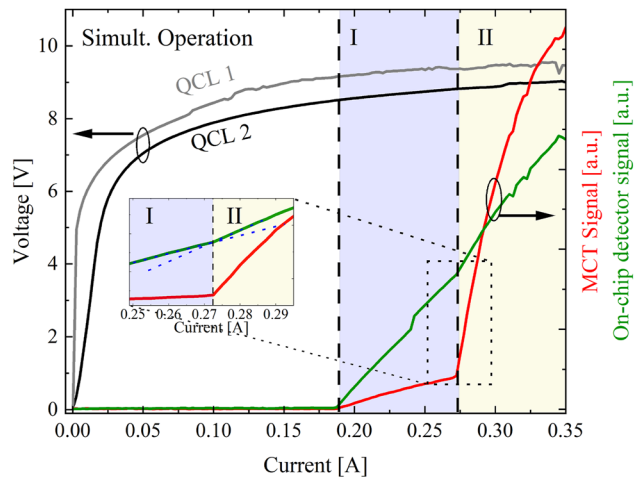 Simult. Operation
I
II
QCL 1
QCL 2
10
8
6
4
2
0
Voltage [V]
I
II
0.25
0.26
0.27
0.28
0.29
Current [A]
0.00
0.05
0.10
0.15
0.20
0.25
0.30
0.35
Current [A]
MCT Signal [a.u.]
On-chip detector signal [a.u.]